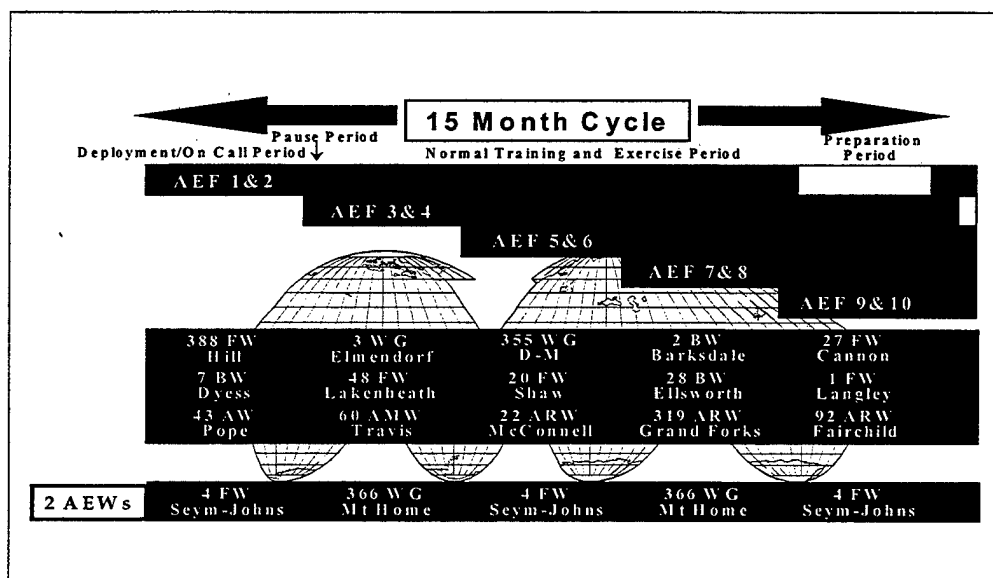 15 Month Cycle
Pause Period
Deployment/On Call Period
Normal Training and Exercise Period
Preparation
Period
AEF 1&2
AEF 3&4
AEF 5&6
AEF 7&8
AEF 9&10
388 FW 3 WG 355 WG 2 BW 27 FW
Hill Elmendorf D-M Barksdale Cannon
7 BW 48 FW 20 FW 28 BW 1 FW
Dyess Lakenheath Shaw Ellsworth Langley
43 AW 60 AMW 22 ARW 319 ARW 92 ARW
Pope Travis McConnell Grand Forks Fairchild
2 AEWs
4 FW 366 WG 4 FW 366 WG 4 FW
Seym-Johns Mt Home Seym-Johns Mt Home Seym-Johns